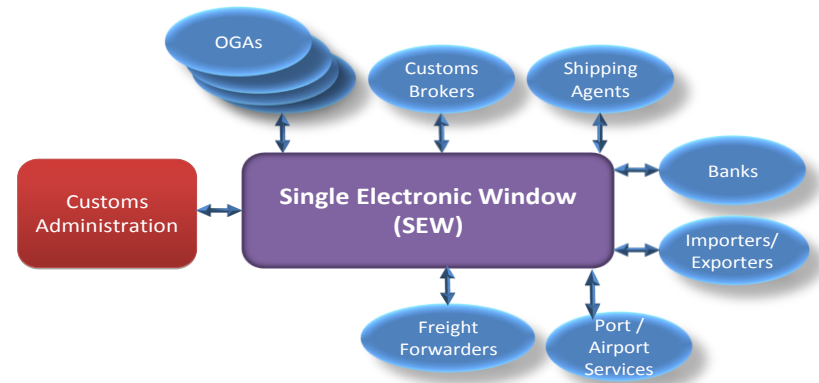 OGAs
Customs
Brokers
Shipping
Agents
Customs
Administration
Single Electronic Window
(SEW)
Banks
Importers/
Exporters
Freight
Forwarders
Port /
Airport
Services